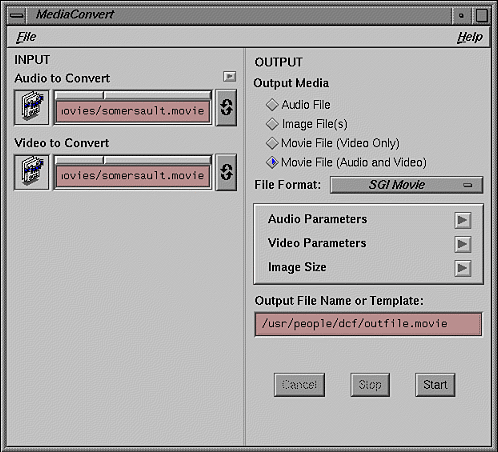 MediaConvert
File
Help
INPUT
Audio to Convert
ovies/somersault.movie
Video to Convert
ovies/somersault.movie
OUTPUT
Output Media
Audio File
Image File(s)
Movie File (Video Only)
Movie File (Audio and Video)
File Format: SGI Movie
Audio Parameters
Video Parameters
Image Size
Output File Name or Template:
/usr/people/dcf/outfile.movie
Cancel Stop Start